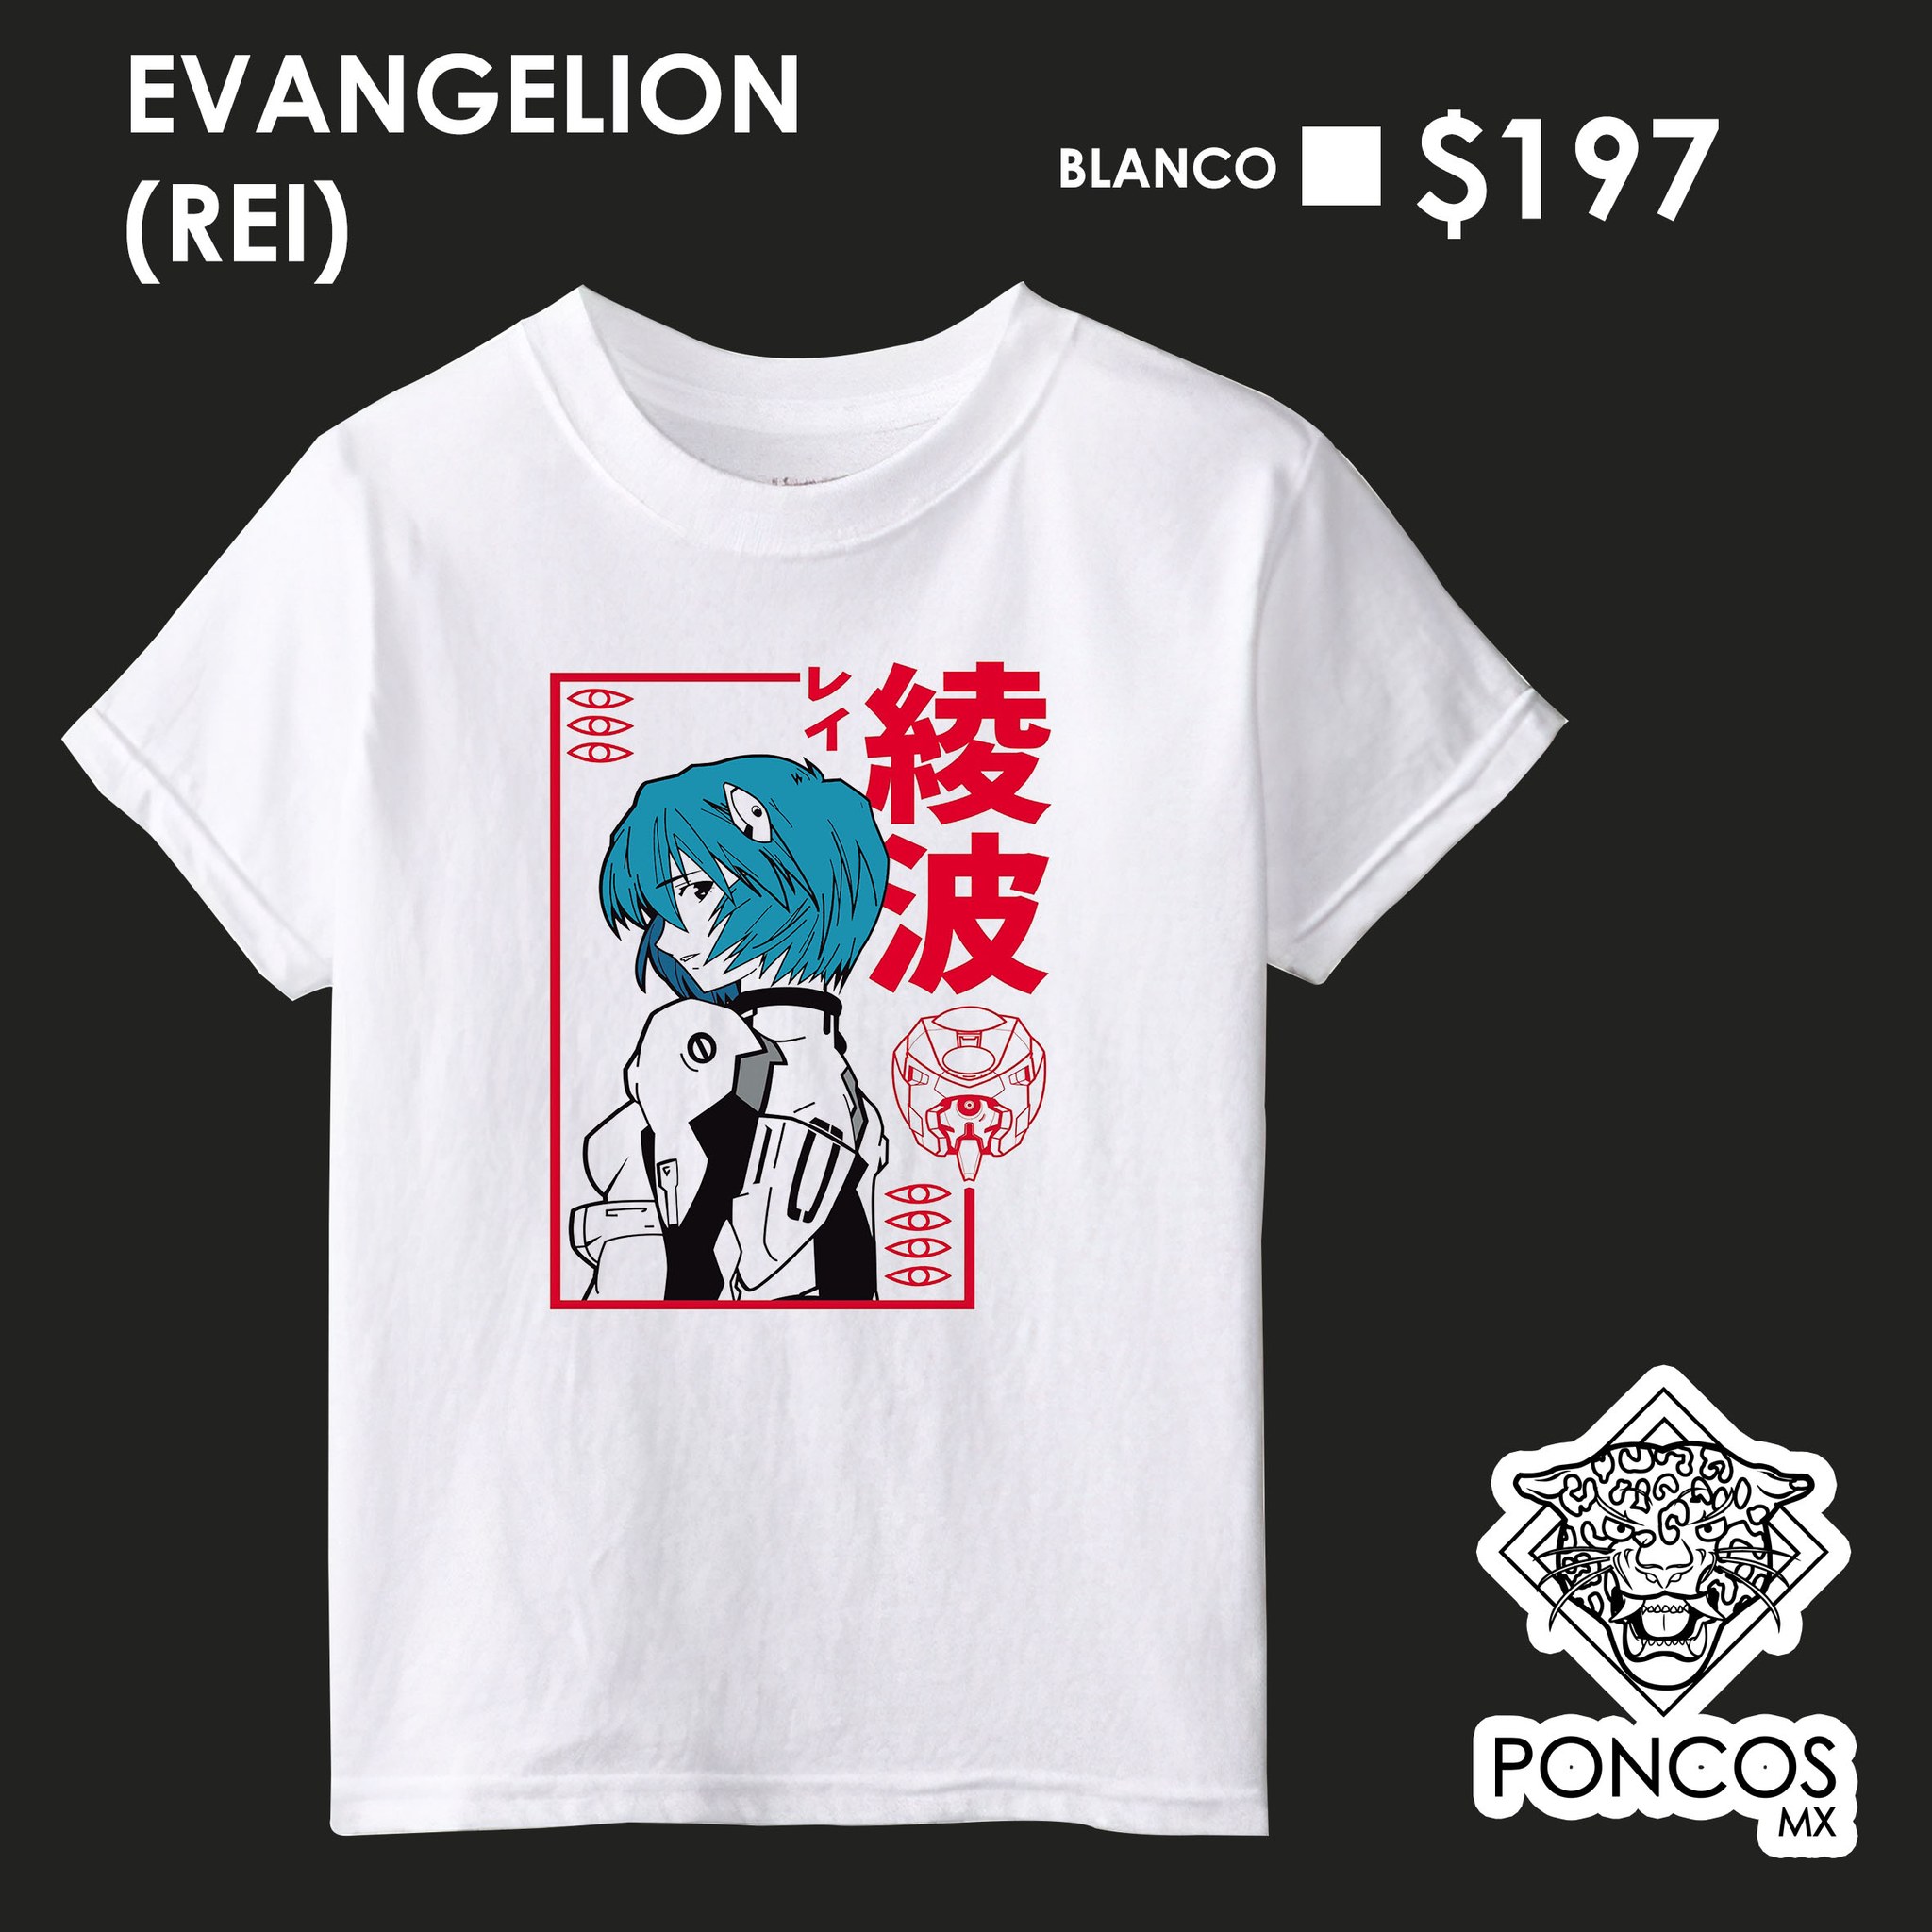 EVANGELION
(REI)
BLANCO
$197
レイ
綾波
PONCOS
MX